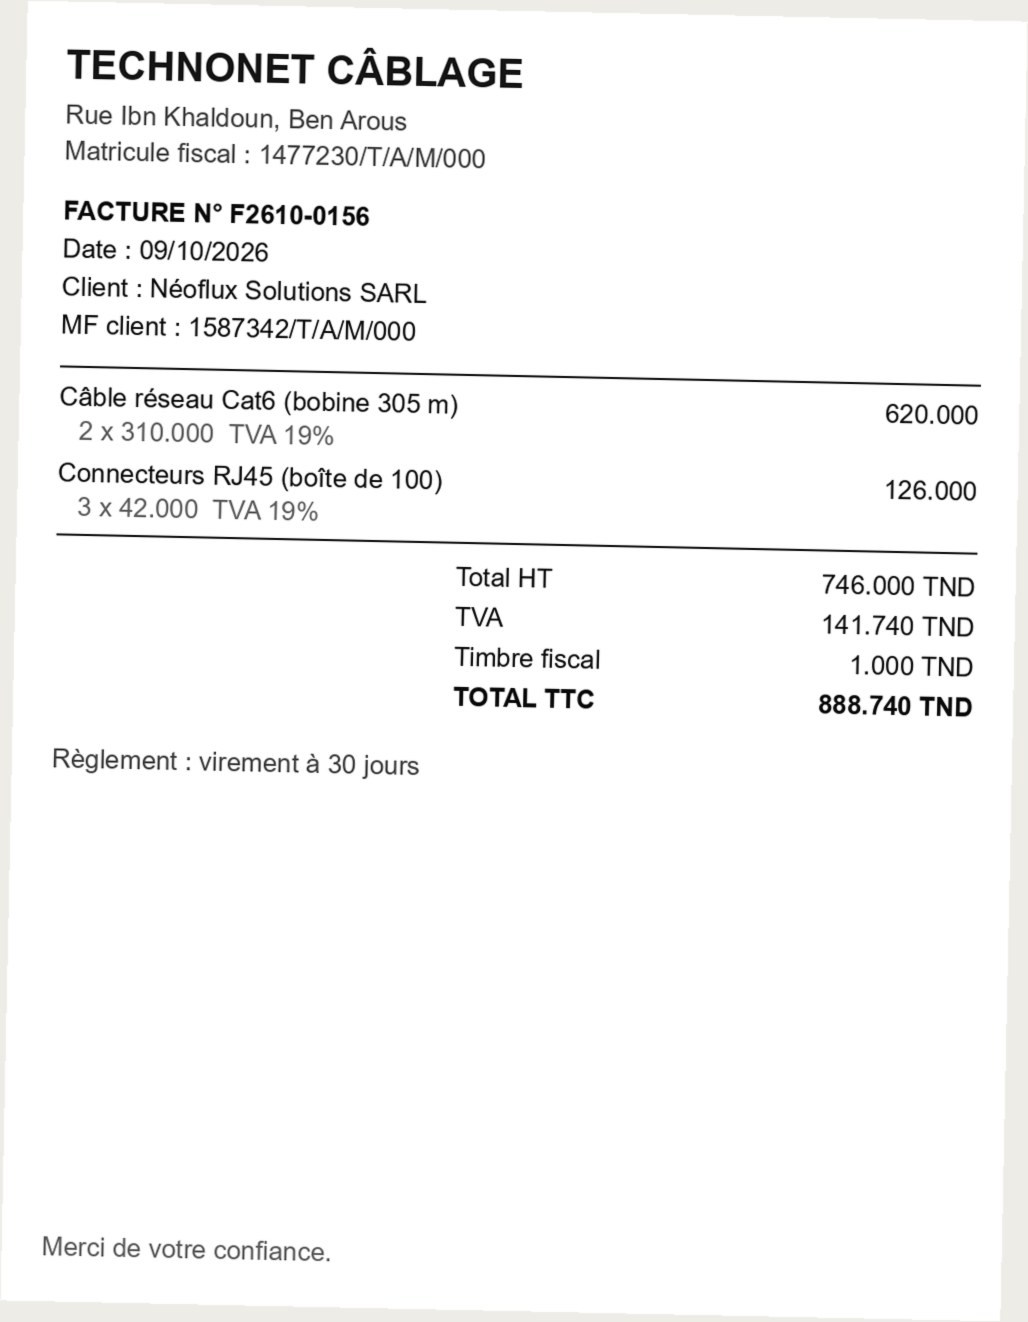 TECHNONET CÂBLAGE
Rue Ibn Khaldoun, Ben Arous
Matricule fiscal : 1477230/T/A/M/000
FACTURE N° F2610-0156
Date : 09/10/2026
Client : Néoflux Solutions SARL
MF client : 1587342/T/A/M/000
Câble réseau Cat6 (bobine 305 m) 620.000
2 x 310.000 TVA 19%
Connecteurs RJ45 (boîte de 100) 126.000
3 x 42.000 TVA 19%
Total HT 746.000 TND
TVA 141.740 TND
Timbre fiscal 1.000 TND
TOTAL TTC 888.740 TND
Règlement : virement à 30 jours
Merci de votre confiance.